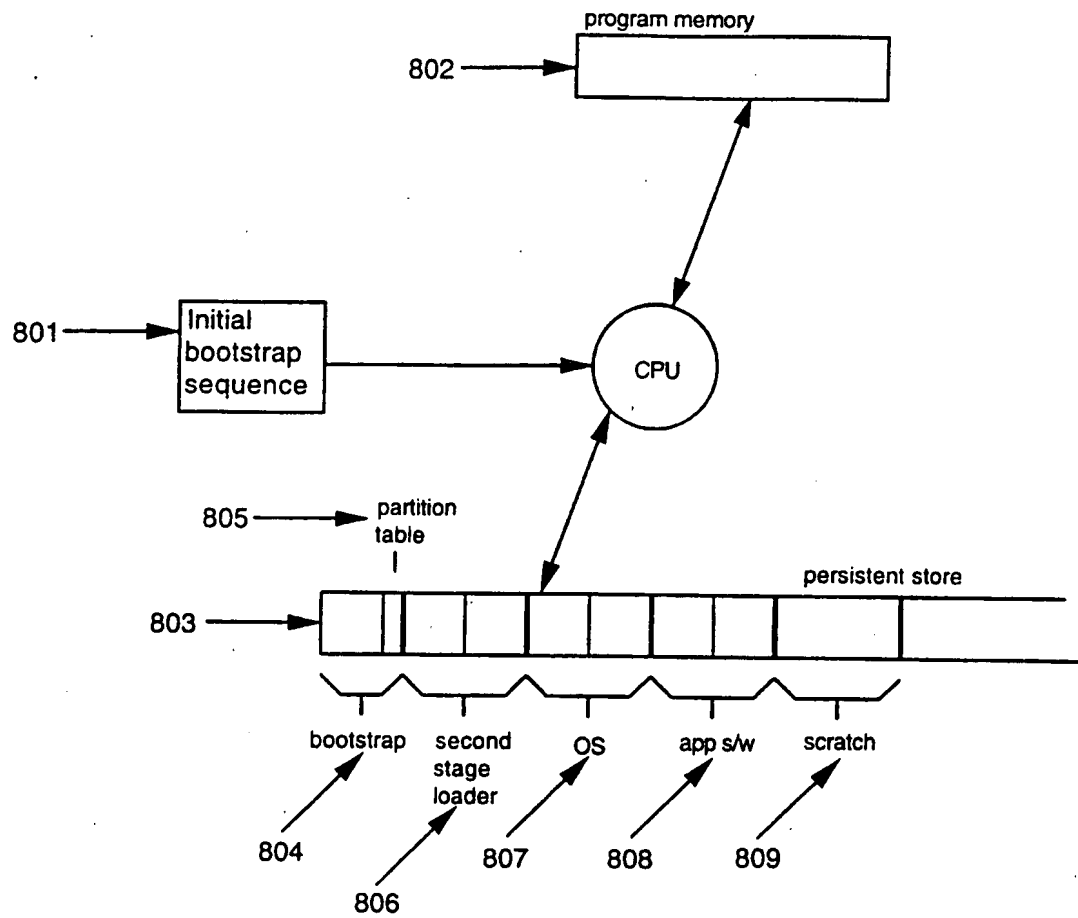 program memory
802
801
Initial
bootstrap
sequence
CPU
805
partition
table
persistent store
803
bootstrap
second
stage
loader
OS
app s/w
scratch
804
806
807
808
809